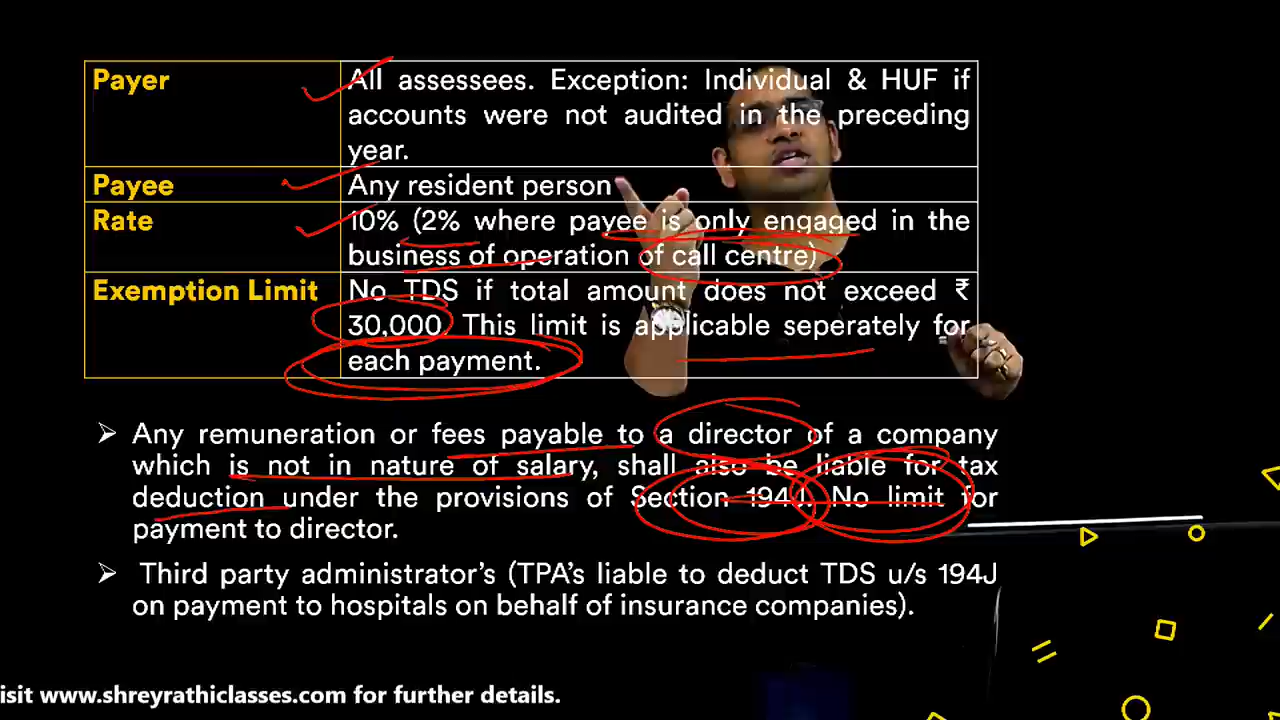 Payer
All assessees. Exception: Individual & HUF if
accounts were not audited in the preceding
year.
Payee
Any resident person
Rate
10% (2% where payee is only engaged in the
business of operation of call centre)
Exemption Limit
No TDS if total amount does not exceed ₹
30,000. This limit is applicable seperately for
each payment.
➢ Any remuneration or fees payable to a director of a company
which is not in nature of salary, shall also be liable for tax
deduction under the provisions of Section 194J. No limit for
payment to director.
➢ Third party administrator's (TPA's liable to deduct TDS u/s 194J
on payment to hospitals on behalf of insurance companies).
isit www.shreyrathiclasses.com for further details.